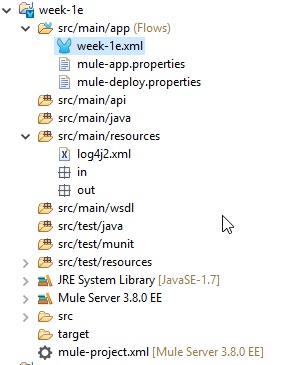 week-1e
src/main/app (Flows)
week-1e.xml
mule-app.properties
mule-deploy.properties
src/main/api
src/main/java
src/main/resources
log4j2.xml
in
out
src/main/wsdl
src/test/java
src/test/munit
src/test/resources
JRE System Library [JavaSE-1.7]
Mule Server 3.8.0 EE
src
target
mule-project.xml [Mule Server 3.8.0 EE]